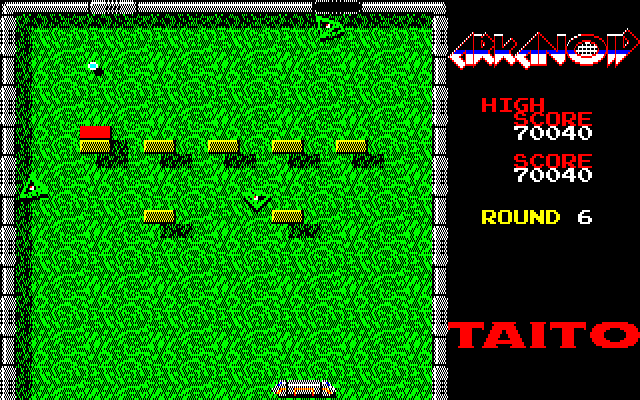 ARKANOID
HIGH
SCORE
70040
SCORE
70040
ROUND 6
TAITO